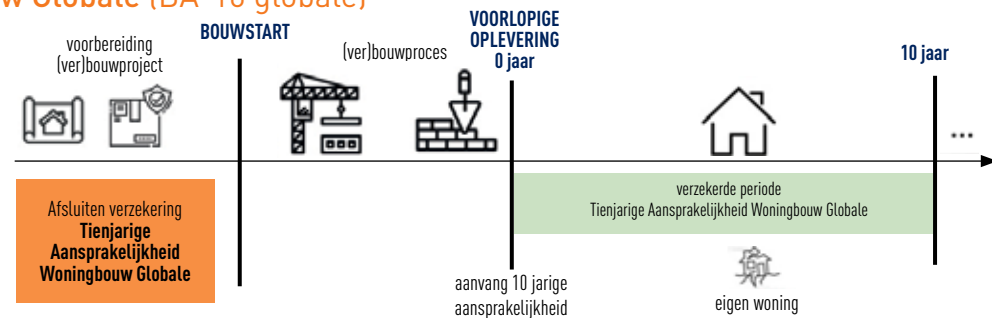 w Globale (BA-10 globale)
voorbereiding
(ver)bouwproject
BOUWSTART
(ver)bouwproces
VOORLOPIGE
OPLEVERING
0 jaar
10 jaar
...
Afsluiten verzekering
Tienjarige
Aansprakelijkheid
Woningbouw Globale
verzekerde periode
Tienjarige Aansprakelijkheid Woningbouw Globale
aanvang 10 jarige
aansprakelijkheid
eigen woning